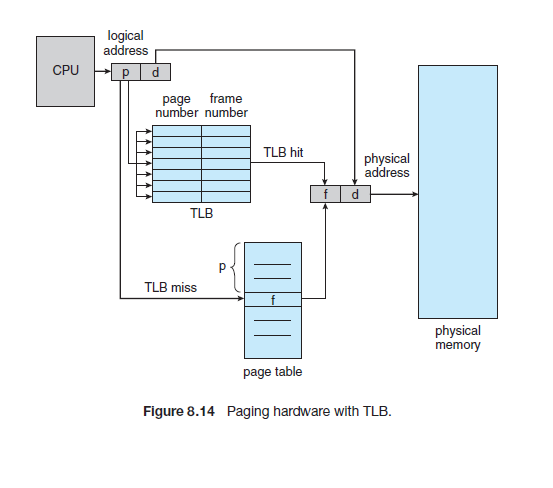 logical
address
CPU
p d
page frame
number number
TLB hit
physical
address
f d
TLB
p
TLB miss
f
physical
memory
page table
Figure 8.14 Paging hardware with TLB.